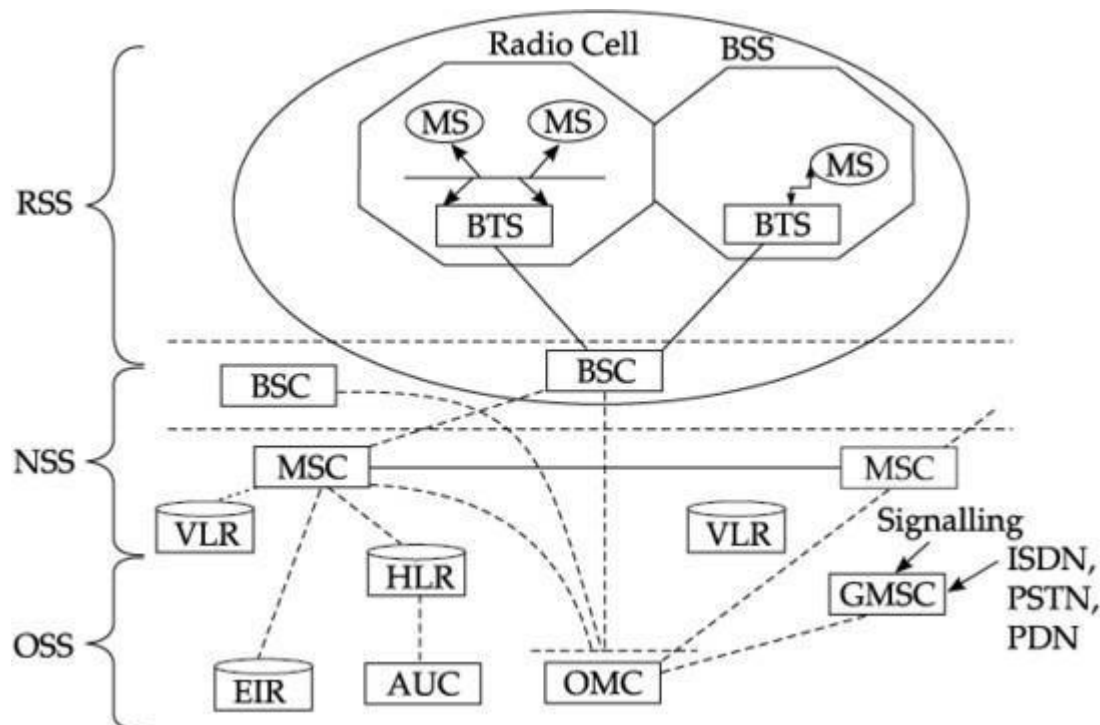 Radio Cell
BSS
MS
MS
MS
RSS
BTS
BTS
BSC
BSC
NSS
MSC
MSC
VLR
VLR
Signalling
HLR
GMSC
ISDN,
PSTN,
PDN
OSS
EIR
AUC
OMC